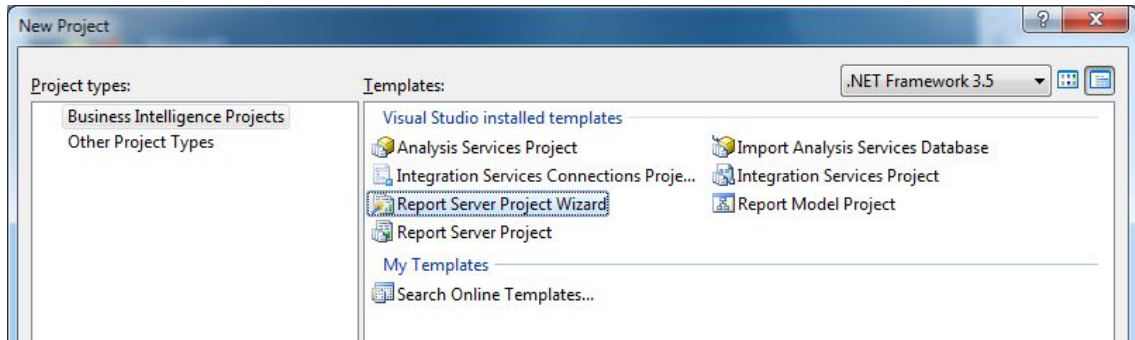 New Project
Project types:
Templates:
.NET Framework 3.5
Business Intelligence Projects
Other Project Types
Visual Studio installed templates
Analysis Services Project
Import Analysis Services Database
Integration Services Connections Proje...
Integration Services Project
Report Server Project Wizard
Report Model Project
Report Server Project
My Templates
Search Online Templates...